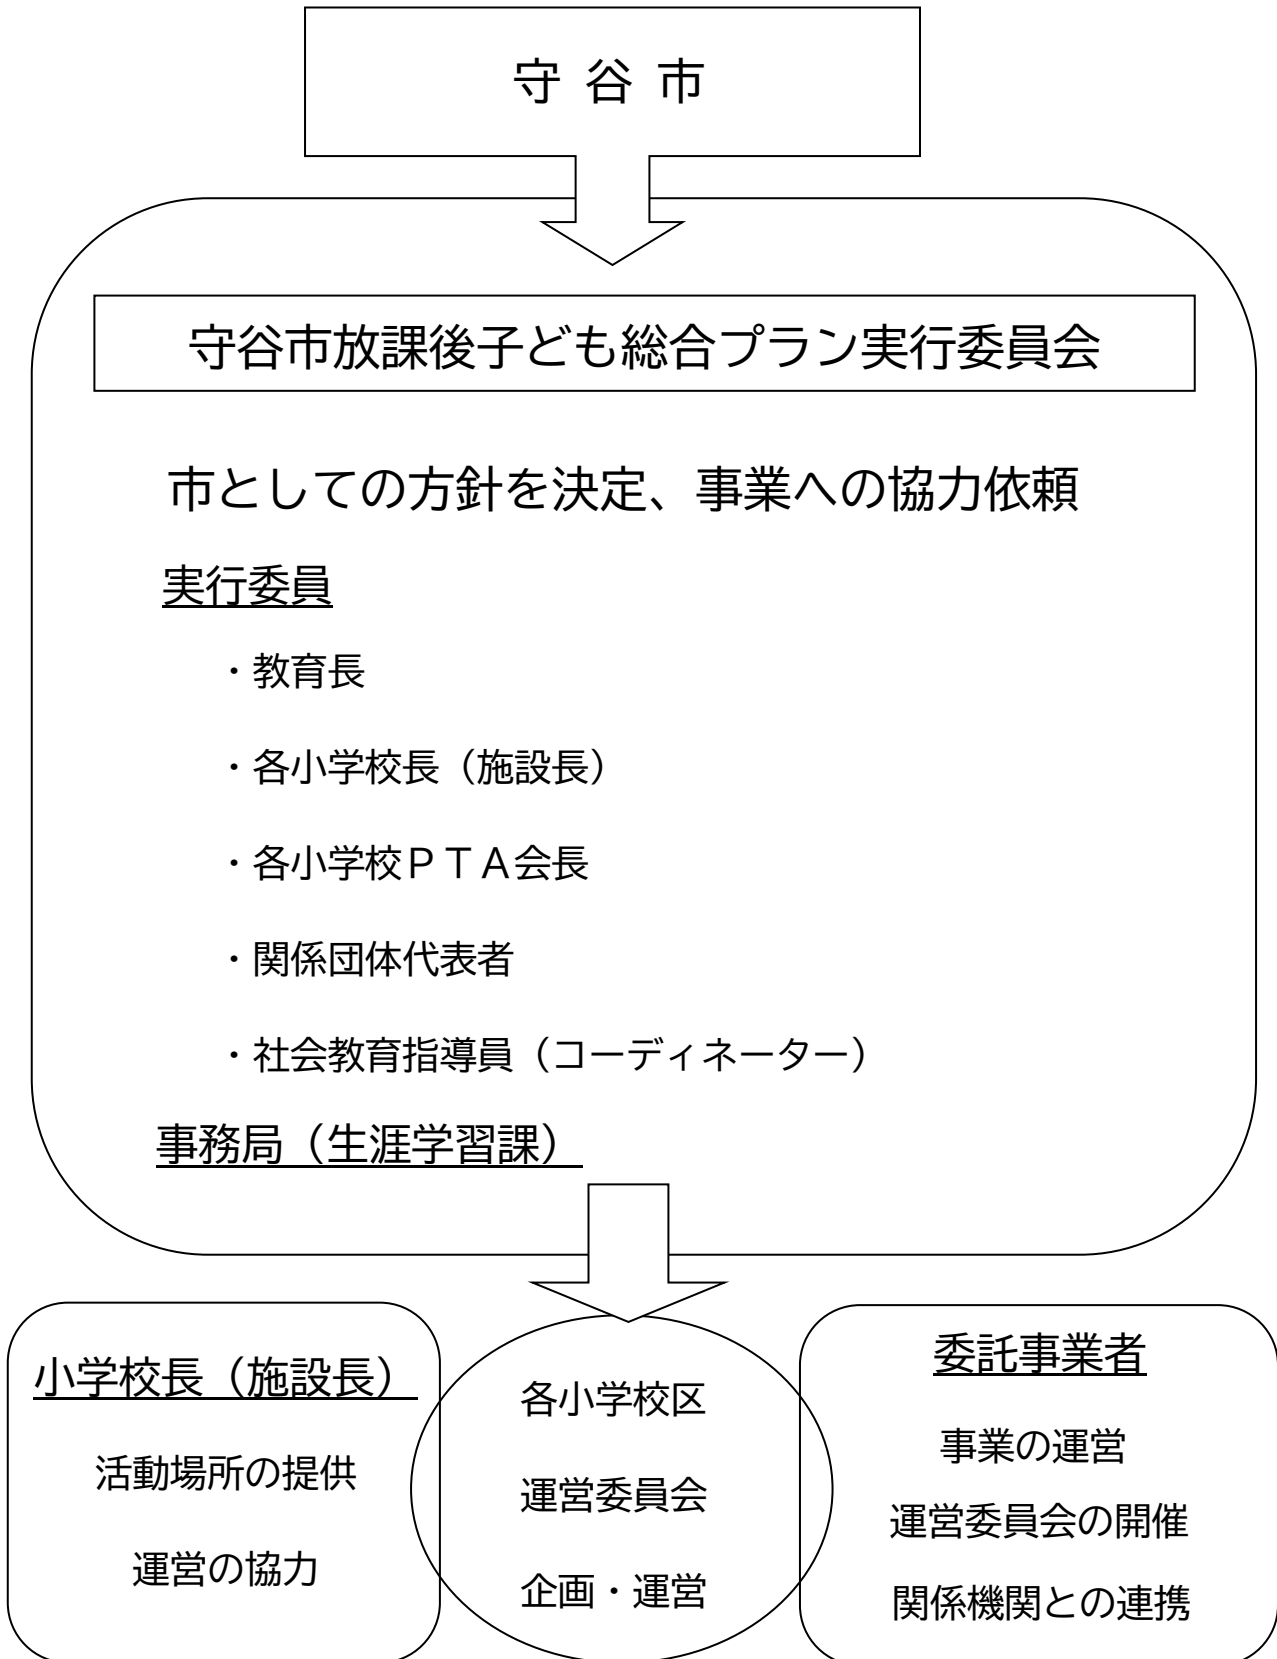 守 谷 市
守谷市放課後子ども総合プラン実行委員会
市としての方針を決定、事業への協力依頼
実行委員
・教育長
・各小学校長（施設長）
・各小学校ＰＴＡ会長
・関係団体代表者
・社会教育指導員（コーディネーター）
事務局（生涯学習課）
小学校長（施設長）
活動場所の提供
運営の協力
各小学校区
運営委員会
企画・運営
委託事業者
事業の運営
運営委員会の開催
関係機関との連携